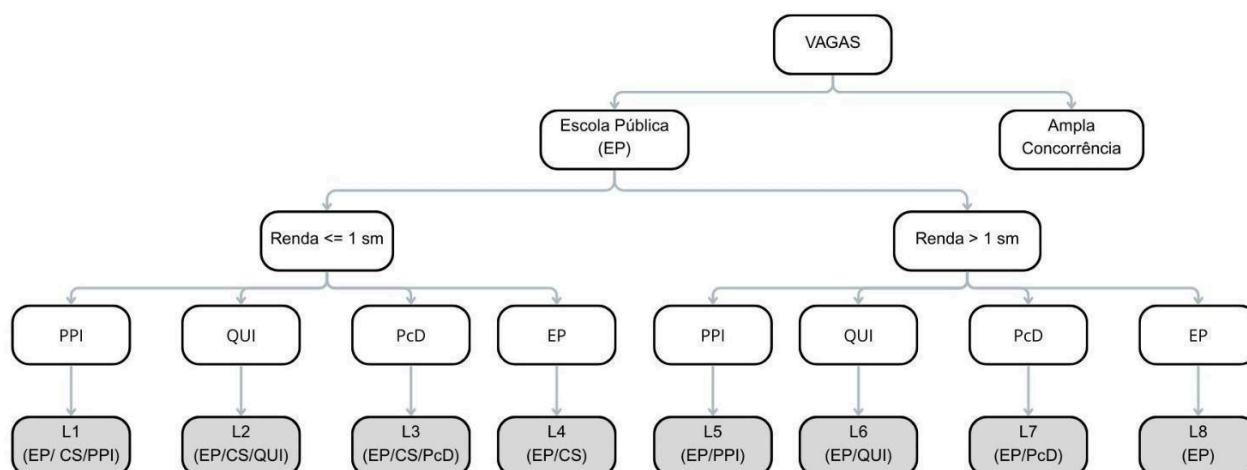 VAGAS
Escola Pública
(EP)
Ampla
Concorrência
Renda <= 1 sm
Renda > 1 sm
PPI
QUI
PcD
EP
PPI
QUI
PcD
EP
L1
(EP/ CS/PPI)
L2
(EP/CS/QUI)
L3
(EP/CS/PcD)
L4
(EP/CS)
L5
(EP/PPI)
L6
(EP/QUI)
L7
(EP/PcD)
L8
(EP)